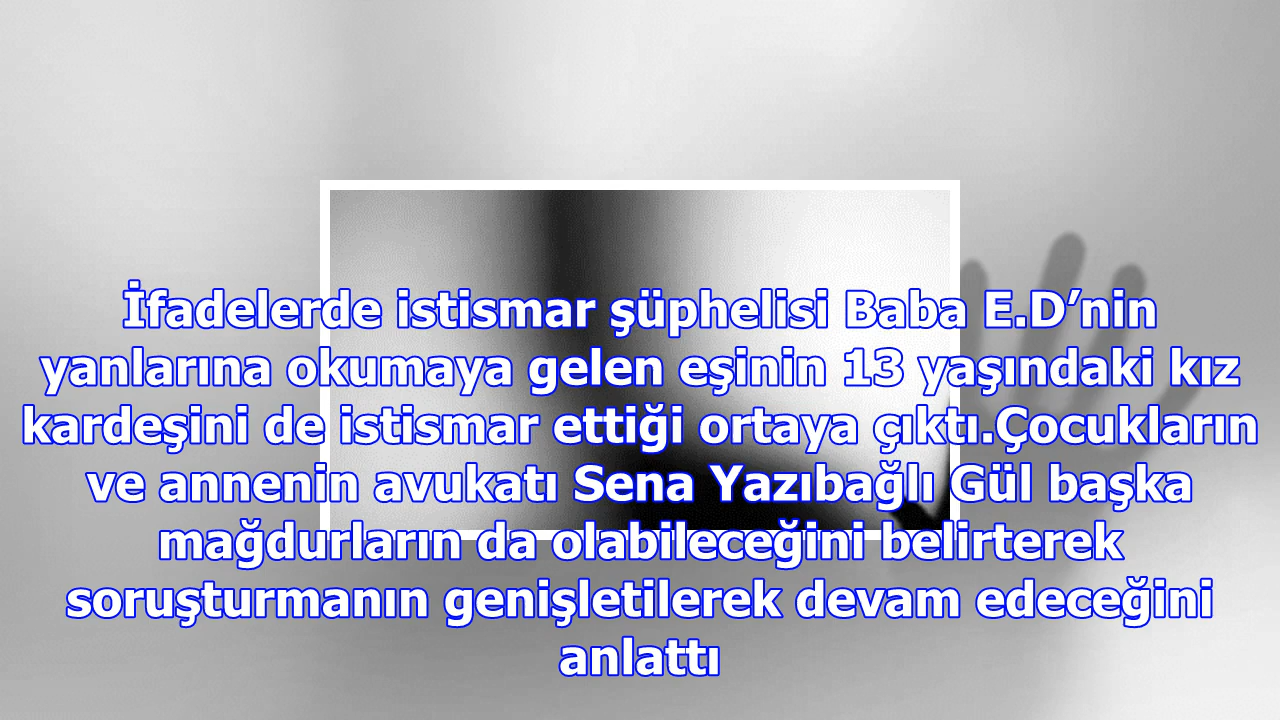 İfadelerde istismar şüphelisi Baba E.D’nin
yanlarına okumaya gelen eşinin 13 yaşındaki kız
kardeşini de istismar ettiği ortaya çıktı.Çocukların
ve annenin avukatı Sena Yazıbağlı Gül başka
mağdurların da olabileceğini belirterek
soruşturmanın genişletilerek devam edeceğini
anlattı